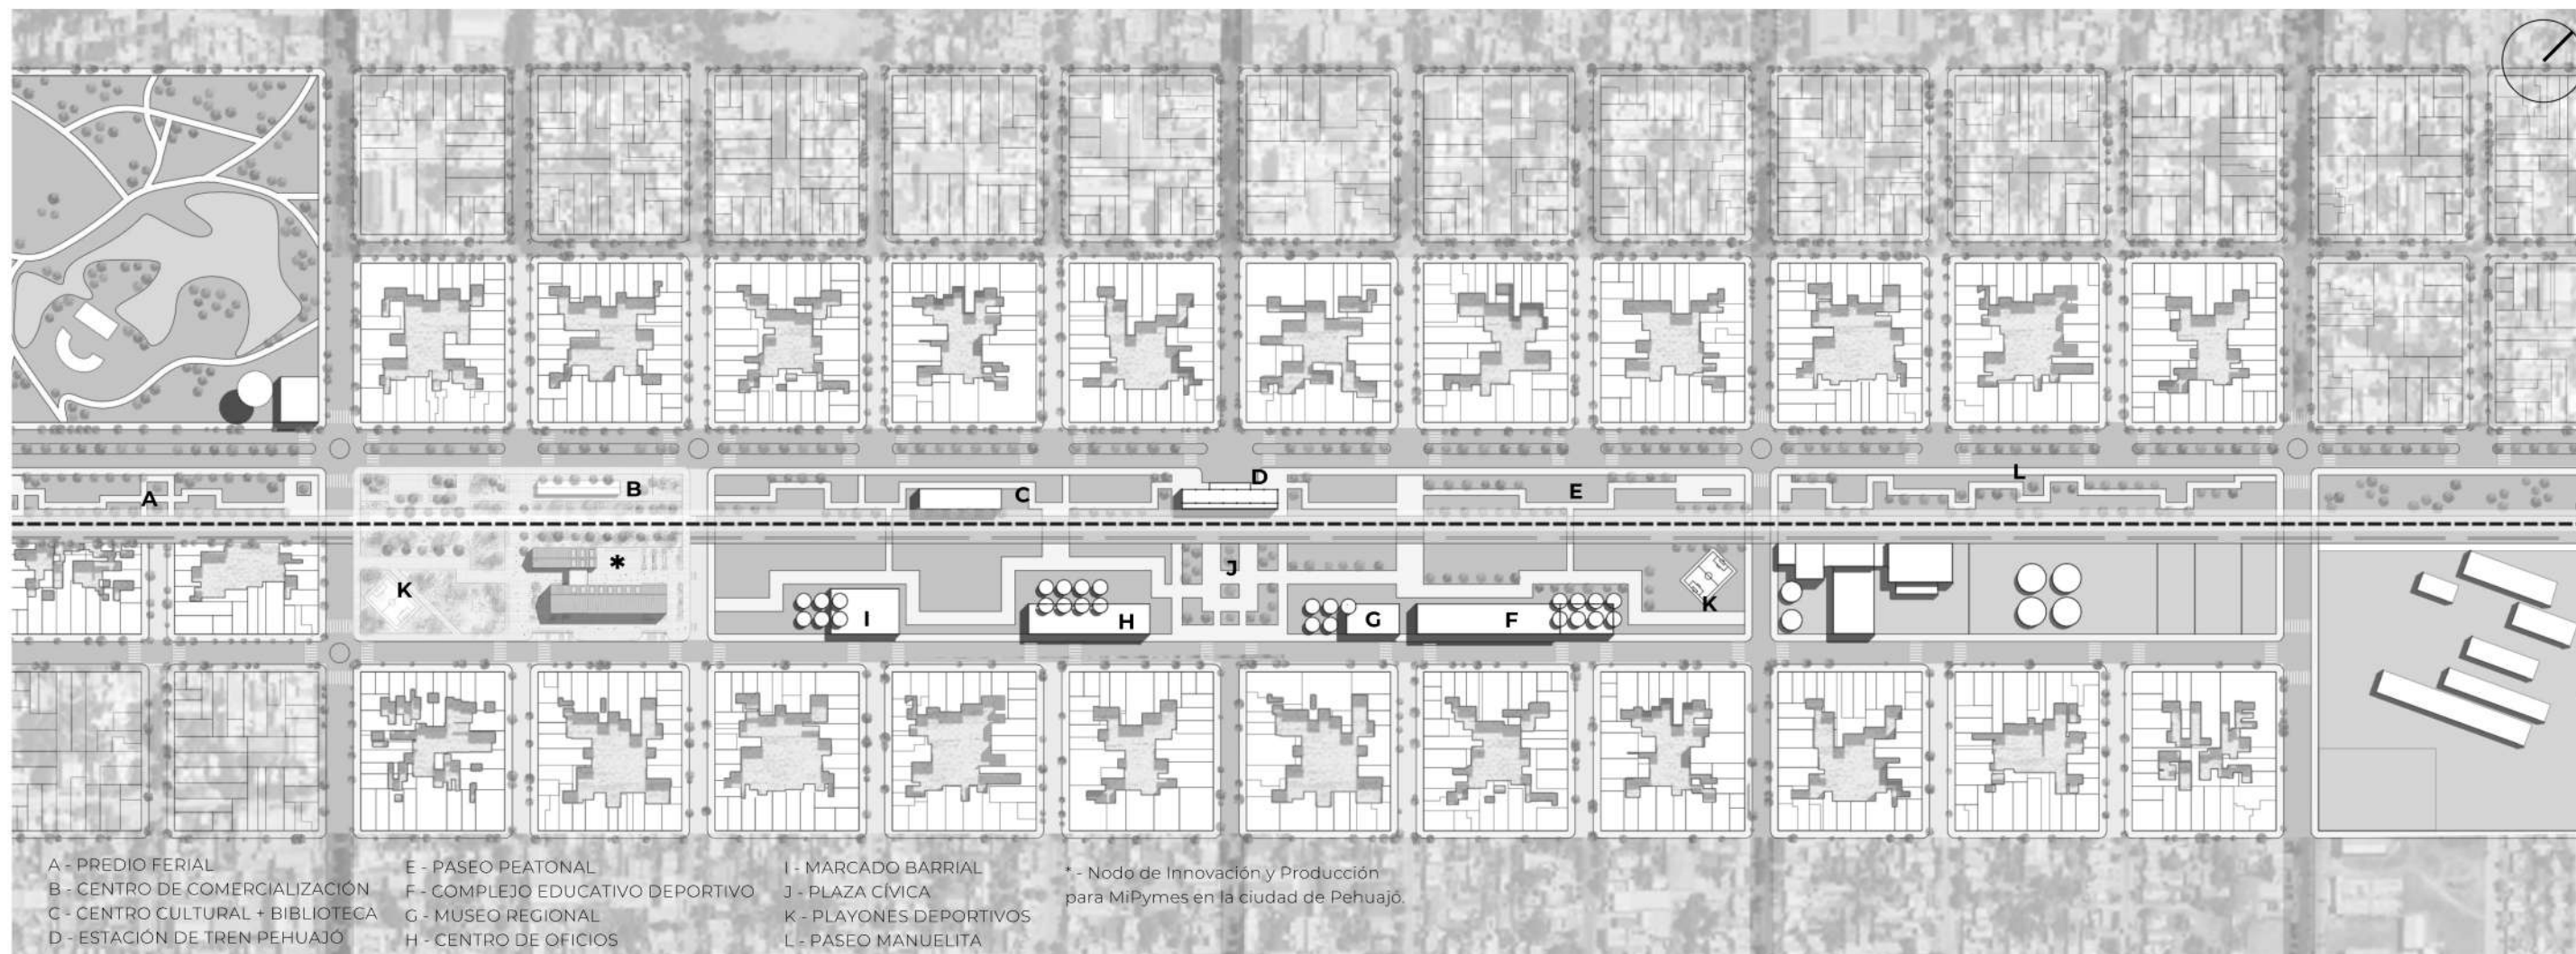 A
B
C
D
E
L
K
*
I
H
J
G
F
K
A - PREDIO FERIAL
B - CENTRO DE COMERCIALIZACIÓN
C - CENTRO CULTURAL + BIBLIOTECA
D - ESTACIÓN DE TREN PEHUAJÓ
E - PASEO PEATONAL
F - COMPLEJO EDUCATIVO DEPORTIVO
G - MUSEO REGIONAL
H - CENTRO DE OFICIOS
I - MARCADO BARRIAL
J - PLAZA CÍVICA
K - PLAYONES DEPORTIVOS
L - PASEO MANUELITA
* - Nodo de Innovación y Producción
para MiPymes en la ciudad de Pehuajó.